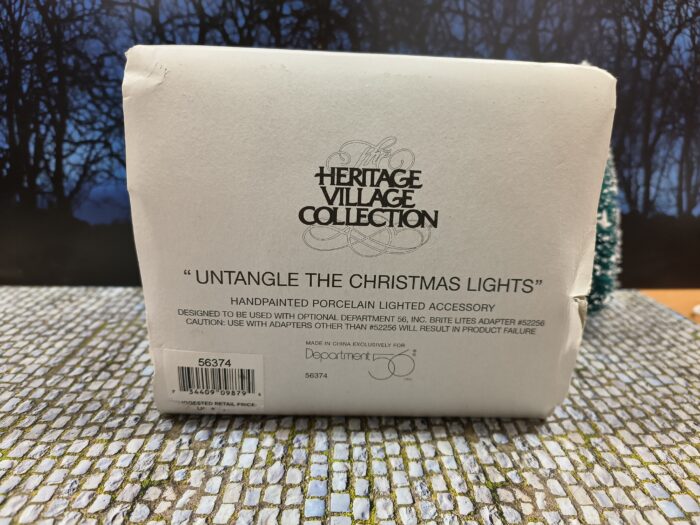 The
HERITAGE
VILLAGE
COLLECTION
“ UNTANGLE THE CHRISTMAS LIGHTS”
HANDPAINTED PORCELAIN LIGHTED ACCESSORY
DESIGNED TO BE USED WITH OPTIONAL DEPARTMENT 56, INC. BRITE LITES ADAPTER #52256
CAUTION: USE WITH ADAPTERS OTHER THAN #52256 WILL RESULT IN PRODUCT FAILURE
MADE IN CHINA EXCLUSIVELY FOR
Department 56®
56374
56374
34409 09879
SUGGESTED RETAIL PRICE: